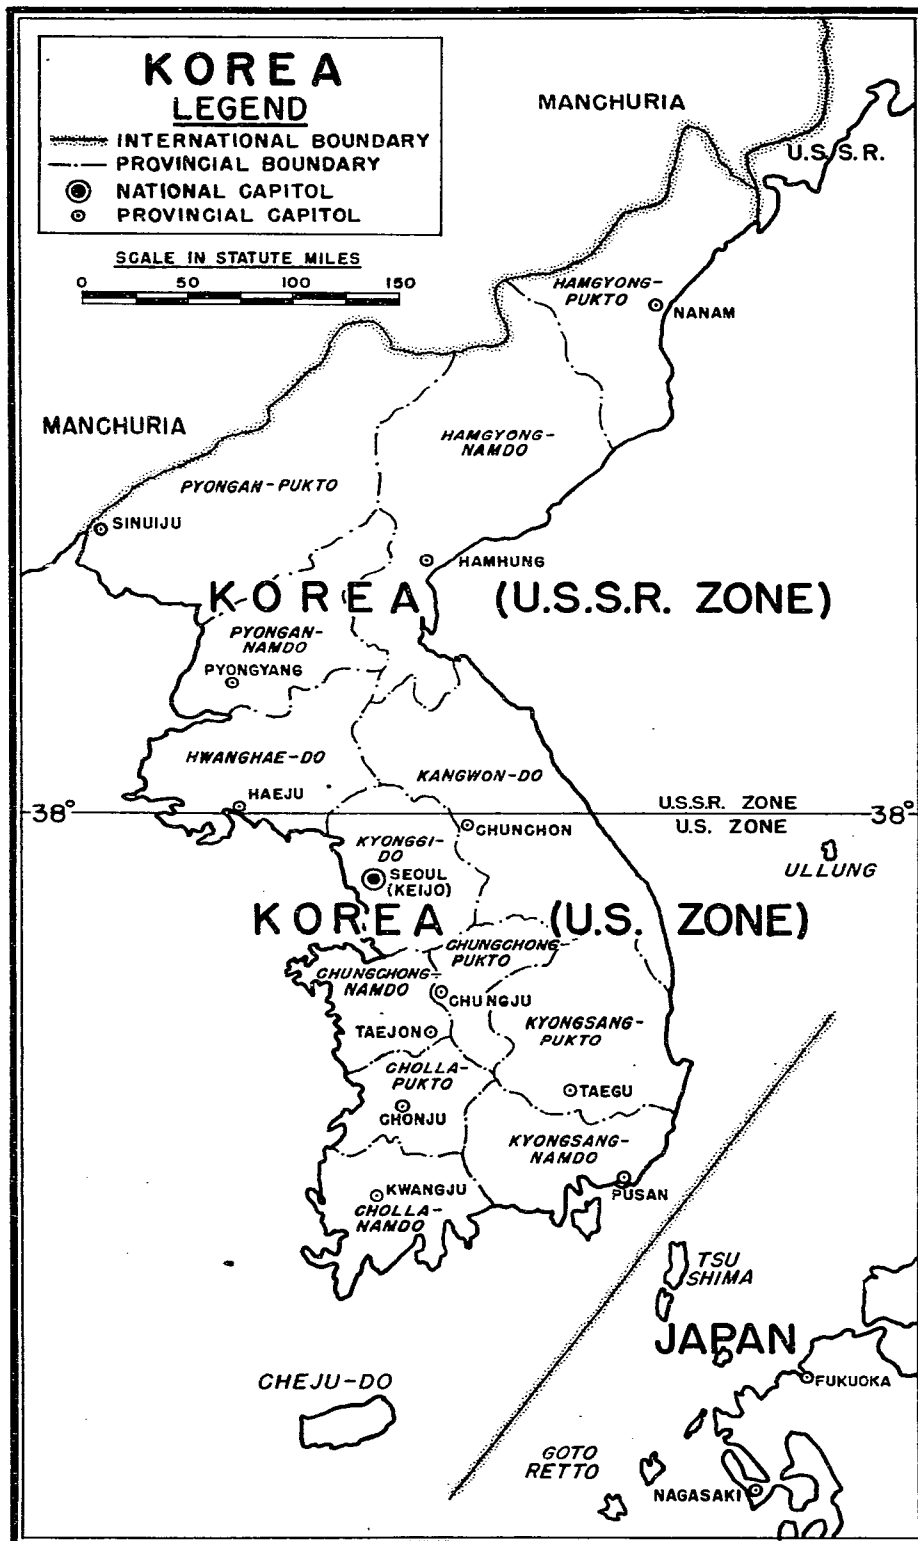 KOREA
LEGEND
INTERNATIONAL BOUNDARY
PROVINCIAL BOUNDARY
NATIONAL CAPITOL
PROVINCIAL CAPITOL
SCALE IN STATUTE MILES
0 50 100 150
MANCHURIA
U.S.S.R.
HAMGYONG-
PUKTO
NANAM
MANCHURIA
HAMGYONG-
NAMDO
PYONGAN-PUKTO
SINUIJU
HAMHUNG
KOREA (U.S.S.R. ZONE)
PYONGAN-
NAMDO
PYONGYANG
HWANGHAE-DO
KANGWON-DO
HAEJU
38° 38°
U.S.S.R. ZONE
U.S. ZONE
CHUNCHON
KYONGGI-
DO
SEOUL
(KEIJO)
ULLUNG
KOREA (U.S. ZONE)
CHUNGCHONG-
PUKTO
CHUNGCHONG-
NAMDO
CHUNGJU
TAEJON
KYONGSANG-
PUKTO
CHOLLA-
PUKTO
TAEGU
CHONJU
KYONGSANG-
NAMDO
PUSAN
KWANGJU
CHOLLA-
NAMDO
TSU
SHIMA
JAPAN
CHEJU-DO
FUKUOKA
GOTO
RETTO
NAGASAKI